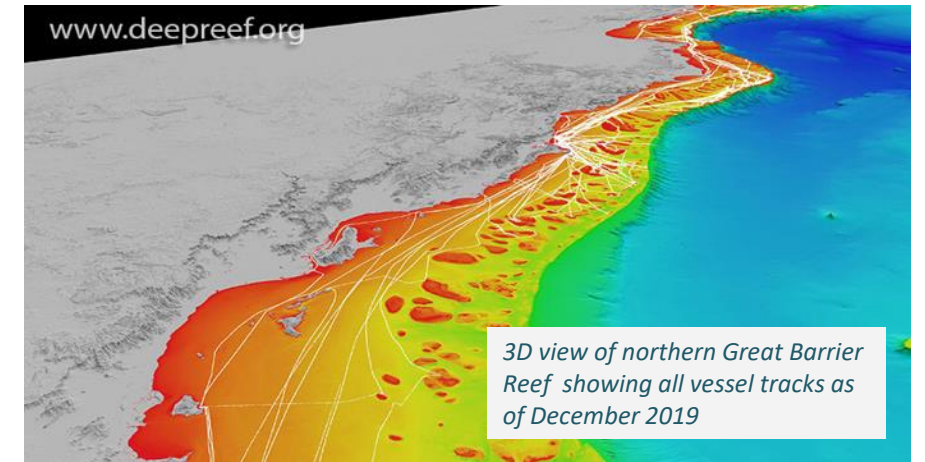 www.deepreef.org
3D view of northern Great Barrier
Reef showing all vessel tracks as
of December 2019